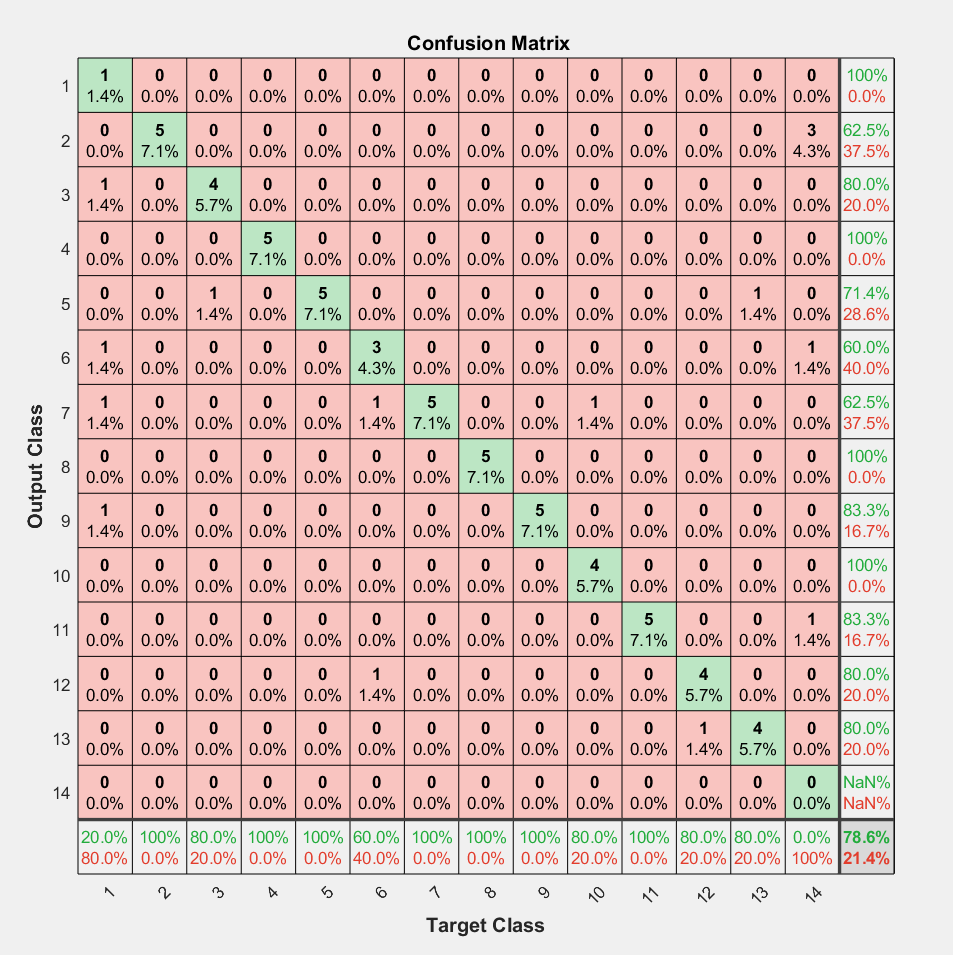 Confusion Matrix
1 1 0 0 0 0 0 0 0 0 0 0 0 0 0 100%
1.4% 0.0% 0.0% 0.0% 0.0% 0.0% 0.0% 0.0% 0.0% 0.0% 0.0% 0.0% 0.0% 0.0% 0.0%
2 0 5 0 0 0 0 0 0 0 0 0 0 0 3 62.5%
0.0% 7.1% 0.0% 0.0% 0.0% 0.0% 0.0% 0.0% 0.0% 0.0% 0.0% 0.0% 0.0% 4.3% 37.5%
3 1 0 4 0 0 0 0 0 0 0 0 0 0 0 80.0%
1.4% 0.0% 5.7% 0.0% 0.0% 0.0% 0.0% 0.0% 0.0% 0.0% 0.0% 0.0% 0.0% 0.0% 20.0%
4 0 0 0 5 0 0 0 0 0 0 0 0 0 0 100%
0.0% 0.0% 0.0% 7.1% 0.0% 0.0% 0.0% 0.0% 0.0% 0.0% 0.0% 0.0% 0.0% 0.0% 0.0%
5 0 0 1 0 5 0 0 0 0 0 0 0 1 0 71.4%
0.0% 0.0% 1.4% 0.0% 7.1% 0.0% 0.0% 0.0% 0.0% 0.0% 0.0% 0.0% 1.4% 0.0% 28.6%
6 1 0 0 0 0 3 0 0 0 0 0 0 0 1 60.0%
1.4% 0.0% 0.0% 0.0% 0.0% 4.3% 0.0% 0.0% 0.0% 0.0% 0.0% 0.0% 0.0% 1.4% 40.0%
7 1 0 0 0 0 1 5 0 0 1 0 0 0 0 62.5%
1.4% 0.0% 0.0% 0.0% 0.0% 1.4% 7.1% 0.0% 0.0% 1.4% 0.0% 0.0% 0.0% 0.0% 37.5%
8 0 0 0 0 0 0 0 5 0 0 0 0 0 0 100%
0.0% 0.0% 0.0% 0.0% 0.0% 0.0% 0.0% 7.1% 0.0% 0.0% 0.0% 0.0% 0.0% 0.0% 0.0%
9 1 0 0 0 0 0 0 0 5 0 0 0 0 0 83.3%
1.4% 0.0% 0.0% 0.0% 0.0% 0.0% 0.0% 0.0% 7.1% 0.0% 0.0% 0.0% 0.0% 0.0% 16.7%
10 0 0 0 0 0 0 0 0 0 4 0 0 0 0 100%
0.0% 0.0% 0.0% 0.0% 0.0% 0.0% 0.0% 0.0% 0.0% 5.7% 0.0% 0.0% 0.0% 0.0% 0.0%
11 0 0 0 0 0 0 0 0 0 0 5 0 0 1 83.3%
0.0% 0.0% 0.0% 0.0% 0.0% 0.0% 0.0% 0.0% 0.0% 0.0% 7.1% 0.0% 0.0% 1.4% 16.7%
12 0 0 0 0 0 1 0 0 0 0 0 4 0 0 80.0%
0.0% 0.0% 0.0% 0.0% 0.0% 1.4% 0.0% 0.0% 0.0% 0.0% 0.0% 5.7% 0.0% 0.0% 20.0%
13 0 0 0 0 0 0 0 0 0 0 0 1 4 0 80.0%
0.0% 0.0% 0.0% 0.0% 0.0% 0.0% 0.0% 0.0% 0.0% 0.0% 0.0% 1.4% 5.7% 0.0% 20.0%
14 0 0 0 0 0 0 0 0 0 0 0 0 0 0 NaN%
0.0% 0.0% 0.0% 0.0% 0.0% 0.0% 0.0% 0.0% 0.0% 0.0% 0.0% 0.0% 0.0% 0.0% NaN%
20.0% 100% 80.0% 100% 100% 60.0% 100% 100% 100% 80.0% 100% 80.0% 80.0% 0.0% 78.6%
80.0% 0.0% 20.0% 0.0% 0.0% 40.0% 0.0% 0.0% 0.0% 20.0% 0.0% 20.0% 20.0% 100% 21.4%
1 2 3 4 5 6 7 8 9 10 11 12 13 14
Target Class
Output Class